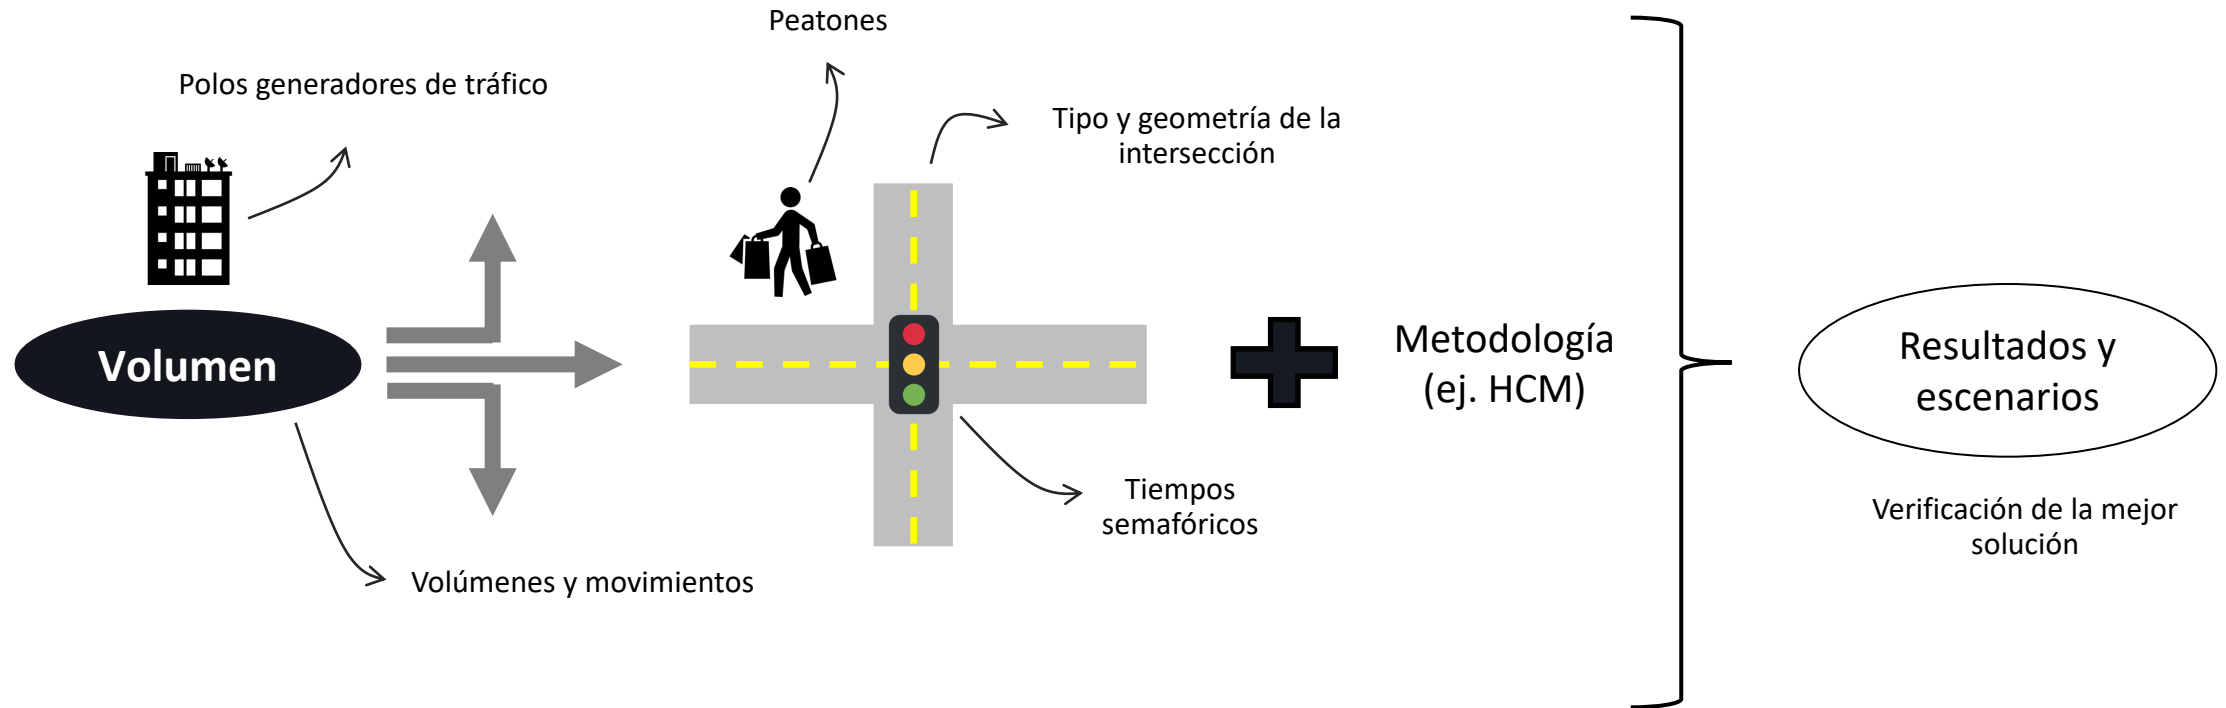 Peatones
Polos generadores de tráfico
Tipo y geometría de la
intersección
Volumen
Metodología
(ej. HCM)
Resultados y
escenarios
Tiempos
semafóricos
Verificación de la mejor
solución
Volúmenes y movimientos